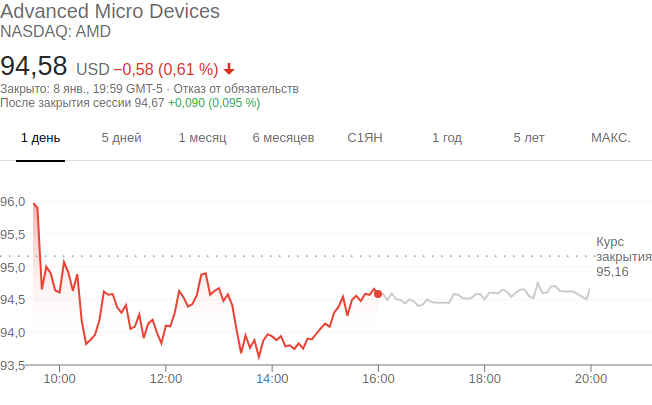 Advanced Micro Devices
NASDAQ: AMD
94,58 USD −0,58 (0,61 %)
Закрыто: 8 янв., 19:59 GMT-5 · Отказ от обязательств
После закрытия сессии 94,67 +0,090 (0,095 %)
1 день 5 дней 1 месяц 6 месяцев С1ЯН 1 год 5 лет МАКС.
96,0
95,5
Курс
закрытия
95,16
95,0
94,5
94,0
93,5
10:00 12:00 14:00 16:00 18:00 20:00